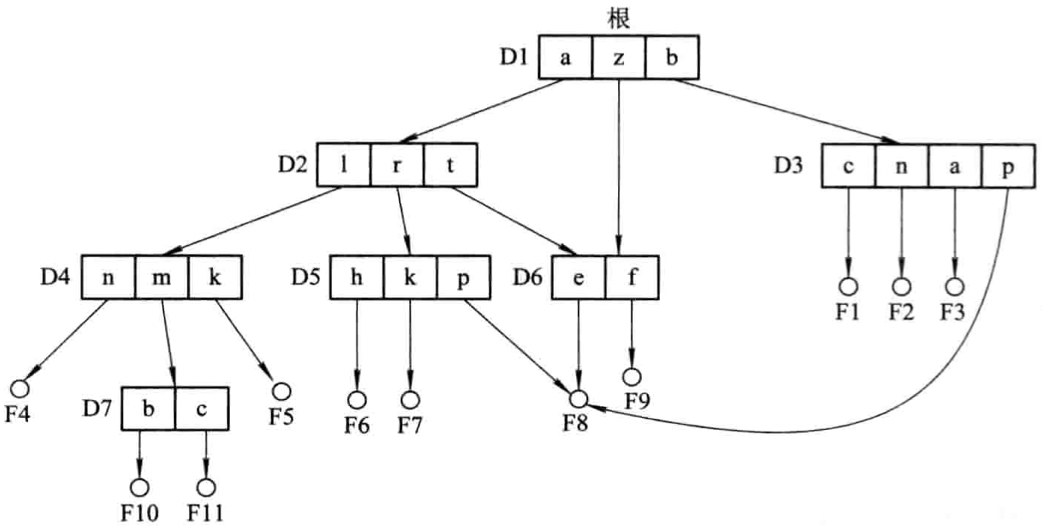 根
D1 a z b
D2 l r t
D3 c n a p
D4 n m k
D5 h k p
D6 e f
F1 F2 F3
F4
D7 b c
F5
F6 F7
F8
F9
F10 F11